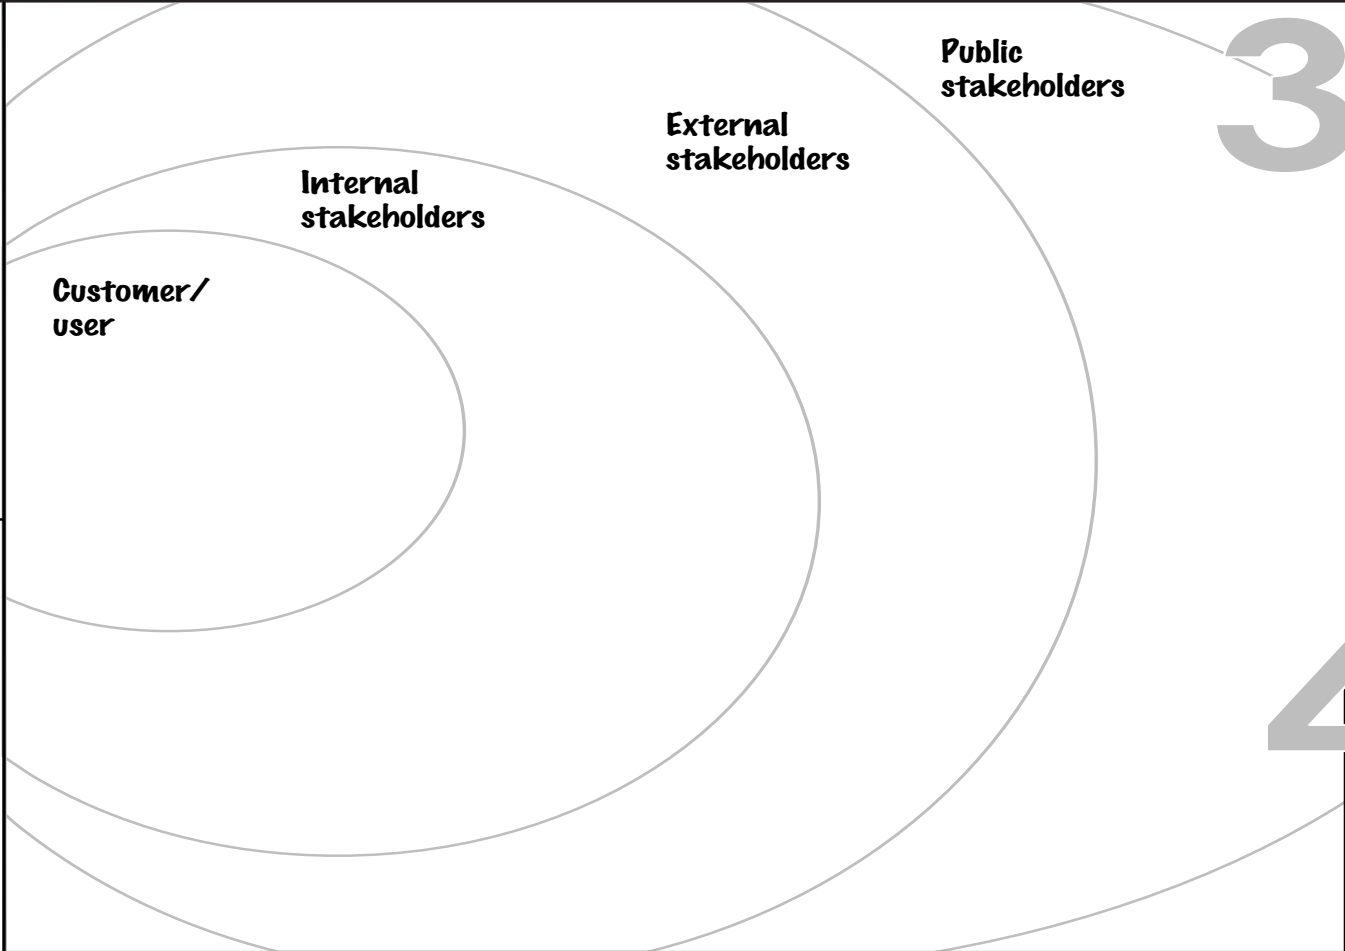 Public
stakeholders
3
External
stakeholders
Internal
stakeholders
Customer/
user
4